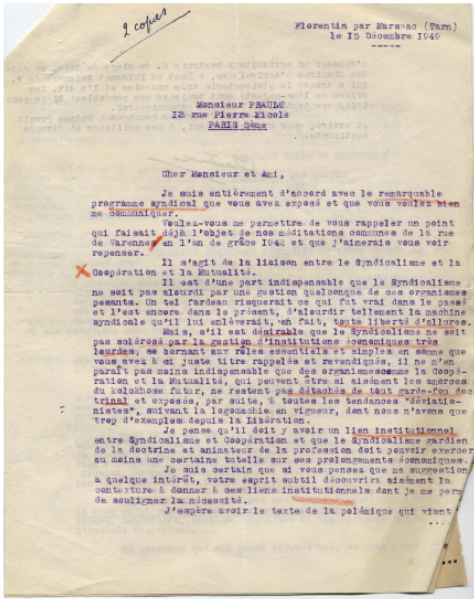 2 copies
Florentin par Marssac (Tarn)
le 15 Décembre 1949
Monsieur PRAULT
13 rue Pierre Nicole
PARIS 5ème
Cher Monsieur et Ami,
Je suis entièrement d'accord avec le remarquable
programme syndical que vous avez exposé et que vous voulez bien
me communiquer.
Voulez-vous me permettre de vous rappeler un point
qui faisait déjà l'objet de nos méditations communes de la rue
de Varennes en l'an de grâce 1942 et que j'aimerais vous voir
repenser.
Il s'agit de la liaison entre le Syndicalisme et la
Coopération et la Mutualité.
Il est d'une part indispensable que le Syndicalisme
ne soit pas alourdi par une gestion quelconque de ces organismes
pesants. Un tel fardeau risquerait ce qui fut vrai dans le passé
et l'est encore dans le présent, d'alourdir tellement la machine
syndicale qu'il lui enlèverait, en fait, toute liberté d'allures.
Mais, s'il est désirable que le Syndicalisme ne soit
pas sclérosé par la gestion d'institutions économiques très
lourdes, se bornant aux rôles essentiels et simples en somme que
vous avez à si juste titre rappelés et revendiqués, il ne m'en
paraît pas moins indispensable que des organismes comme la Coopé-
ration et la Mutualité, qui peuvent être si aisément les amorces
du kolokhose futur, ne restent pas détachés de tout garde-fou doc
trinal et exposés, par suite, à toutes les tendances "déviatio-
nistes", suivant la logomachie en vigueur, dont nous n'avons que
trop d'exemples depuis la Libération.
Je pense qu'il doit y avoir un lien institutionnel
entre Syndicalisme et Coopération et que le Syndicalisme gardien
de la doctrine et animateur de la profession doit pouvoir exercer
au moins une certaine tutelle sur ses prolongements économiques.
Je suis certain que si vous pensez que ma suggestion
a quelque intérêt, votre esprit subtil découvrira aisément la
contexture à donner à ces liens institutionnels dont je me perme
de souligner la nécessité.
J'espère avoir le texte de la polémique qui vient